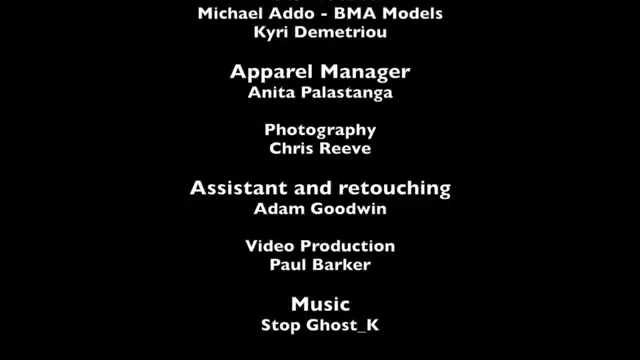 Michael Addo - BMA Models
Kyri Demetriou
Apparel Manager
Anita Palastanga
Photography
Chris Reeve
Assistant and retouching
Adam Goodwin
Video Production
Paul Barker
Music
Stop Ghost_K